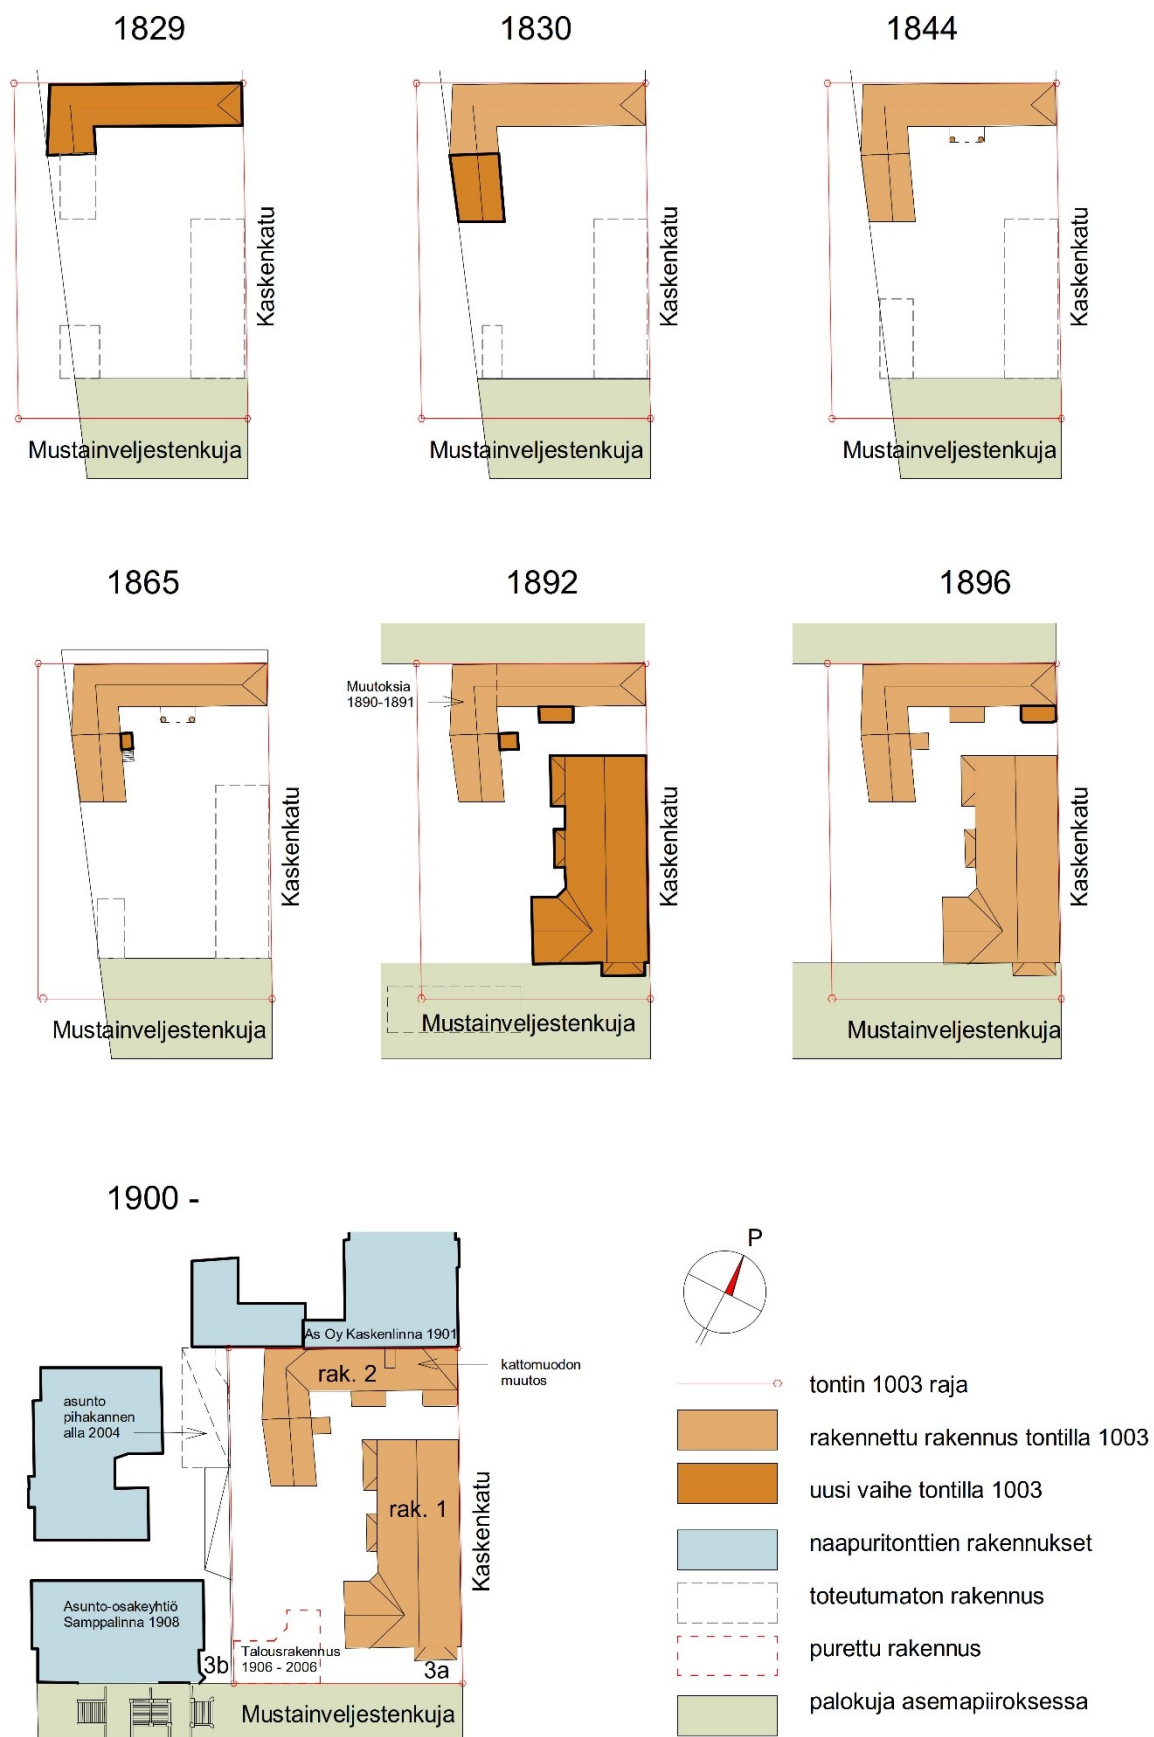 1829
1830
1844
Kaskenkatu
Kaskenkatu
Kaskenkatu
Mustainveljestenkuja
Mustainveljestenkuja
Mustainveljestenkuja
1865
1892
1896
Muutoksia
1890-1891
Kaskenkatu
Kaskenkatu
Kaskenkatu
Mustainveljestenkuja
Mustainveljestenkuja
Mustainveljestenkuja
1900 -
P
As Oy Kaskenlinna 1901
rak. 2
kattomuodon
muutos
asunto
pihakannen
alla 2004
rak. 1
Kaskenkatu
Asunto-osakeyhtiö
Samppalinna 1908
3b
Talousrakennus
1906 - 2006
3a
Mustainveljestenkuja
tontin 1003 raja
rakennettu rakennus tontilla 1003
uusi vaihe tontilla 1003
naapuritonttien rakennukset
toteutumaton rakennus
purettu rakennus
palokuja asemapiiroksessa